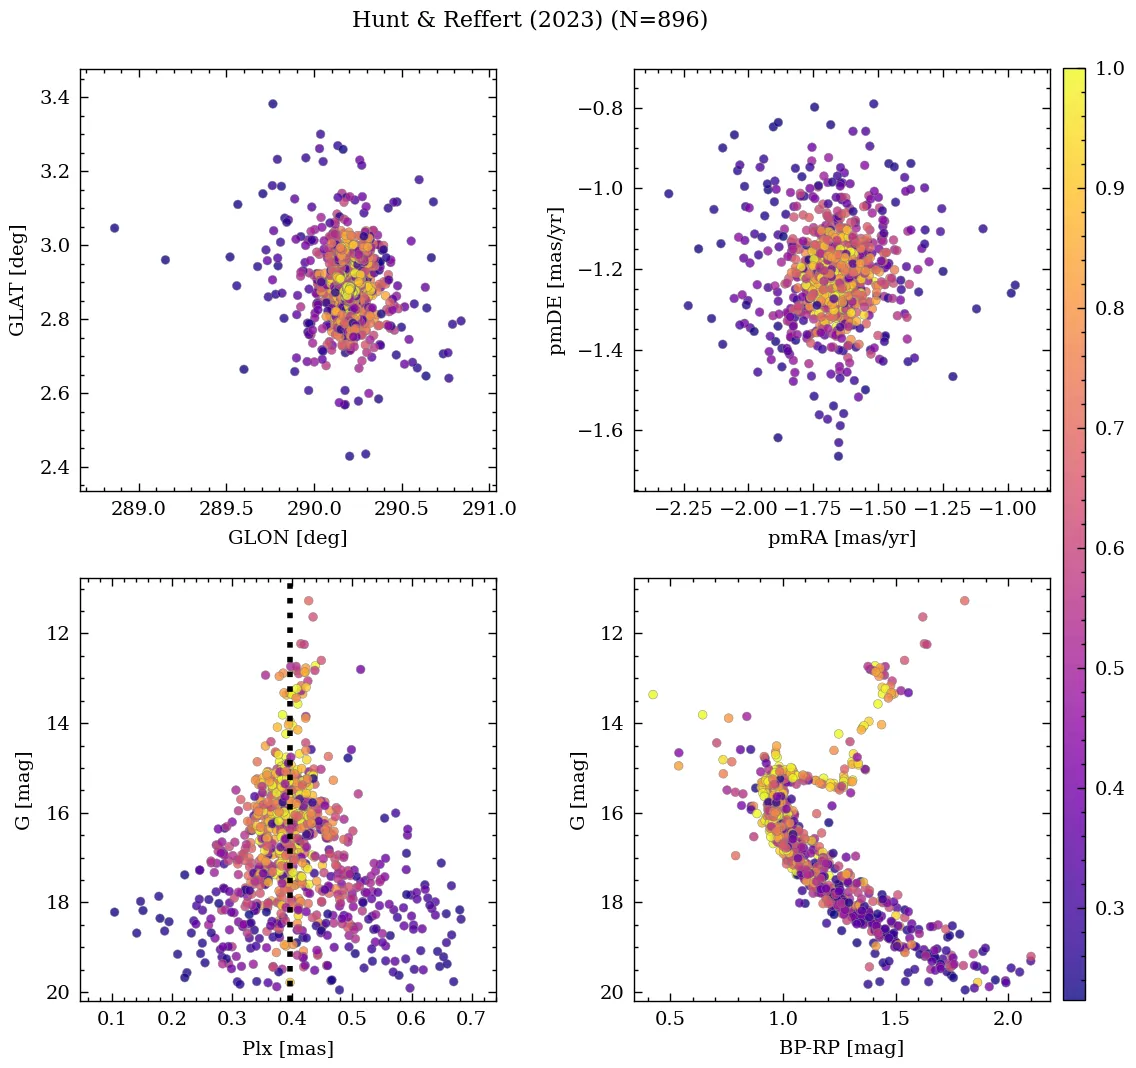 Hunt & Reffert (2023) (N=896)
3.4
3.2
3.0
2.8
2.6
2.4
GLAT [deg]
289.0 289.5 290.0 290.5 291.0
GLON [deg]
−0.8
−1.0
−1.2
−1.4
−1.6
pmDE [mas/yr]
−2.25 −2.00 −1.75 −1.50 −1.25 −1.00
pmRA [mas/yr]
12
14
16
18
20
G [mag]
0.1 0.2 0.3 0.4 0.5 0.6 0.7
Plx [mas]
12
14
16
18
20
G [mag]
0.5 1.0 1.5 2.0
BP-RP [mag]
1.0
0.9
0.8
0.7
0.6
0.5
0.4
0.3